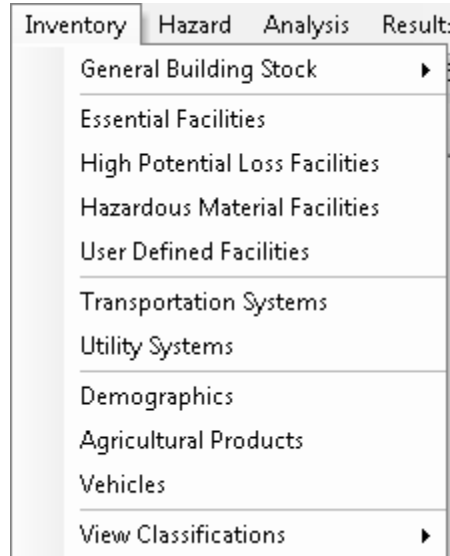 Inventory Hazard Analysis Result
General Building Stock
Essential Facilities
High Potential Loss Facilities
Hazardous Material Facilities
User Defined Facilities
Transportation Systems
Utility Systems
Demographics
Agricultural Products
Vehicles
View Classifications